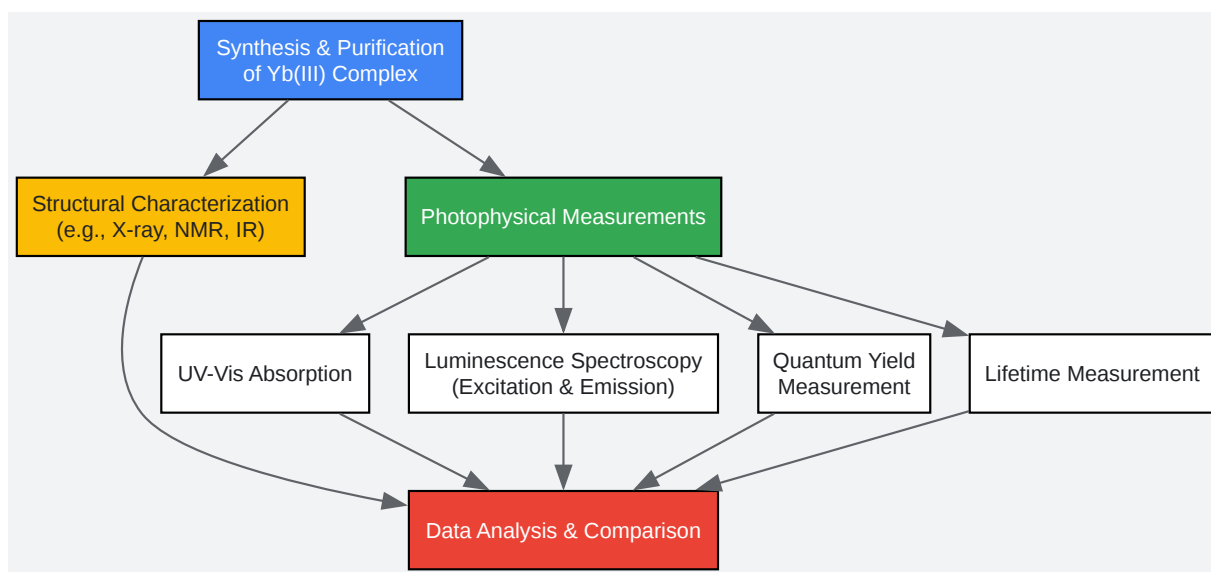 Synthesis & Purification
of Yb(III) Complex
Structural Characterization
(e.g., X-ray, NMR, IR)
Photophysical Measurements
UV-Vis Absorption
Luminescence Spectroscopy
(Excitation & Emission)
Quantum Yield
Measurement
Lifetime Measurement
Data Analysis & Comparison